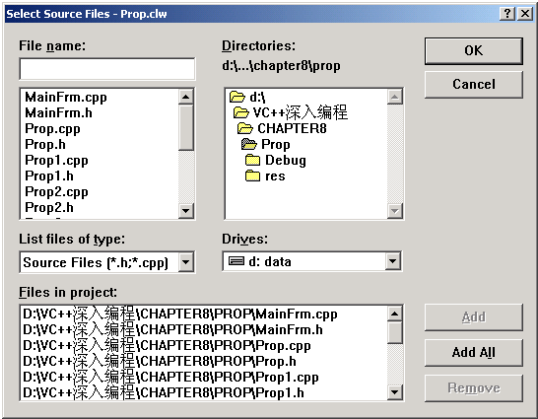 Select Source Files - Prop.clw
File name:
MainFrm.cpp
MainFrm.h
Prop.cpp
Prop.h
Prop1.cpp
Prop1.h
Prop2.cpp
Prop2.h
List files of type:
Source Files (*.h;*.cpp)
Directories:
d:\...\chapter8\prop
d:\
VC++深入编程
CHAPTER8
Prop
Debug
res
Drives:
d: data
OK
Cancel
Files in project:
D:\VC++深入编程\CHAPTER8\PROP\MainFrm.cpp
D:\VC++深入编程\CHAPTER8\PROP\MainFrm.h
D:\VC++深入编程\CHAPTER8\PROP\Prop.cpp
D:\VC++深入编程\CHAPTER8\PROP\Prop.h
D:\VC++深入编程\CHAPTER8\PROP\Prop1.cpp
D:\VC++深入编程\CHAPTER8\PROP\Prop1.h
Add
Add All
Remove